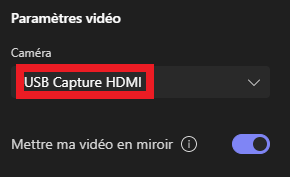 Paramètres vidéo
Caméra
USB Capture HDMI
Mettre ma vidéo en miroir